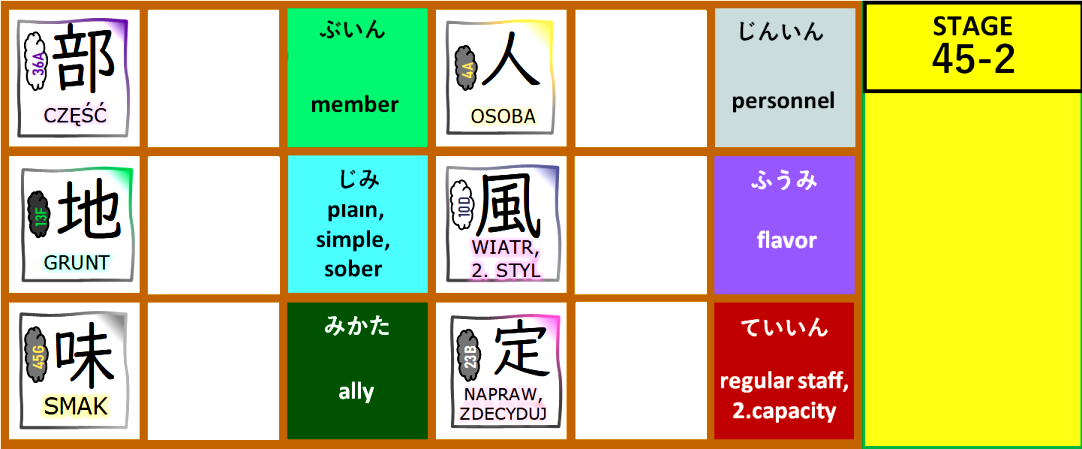 36A
部
CZĘŚĆ
ぶいん
member
4A
人
OSOBA
じんいん
personnel
STAGE
45-2
13F
地
GRUNT
じみ
plain,
simple,
sober
10D
風
WIATR,
2. STYL
ふうみ
flavor
45G
味
SMAK
みかた
ally
23B
定
NAPRAW,
ZDECYDUJ
ていいん
regular staff,
2.capacity